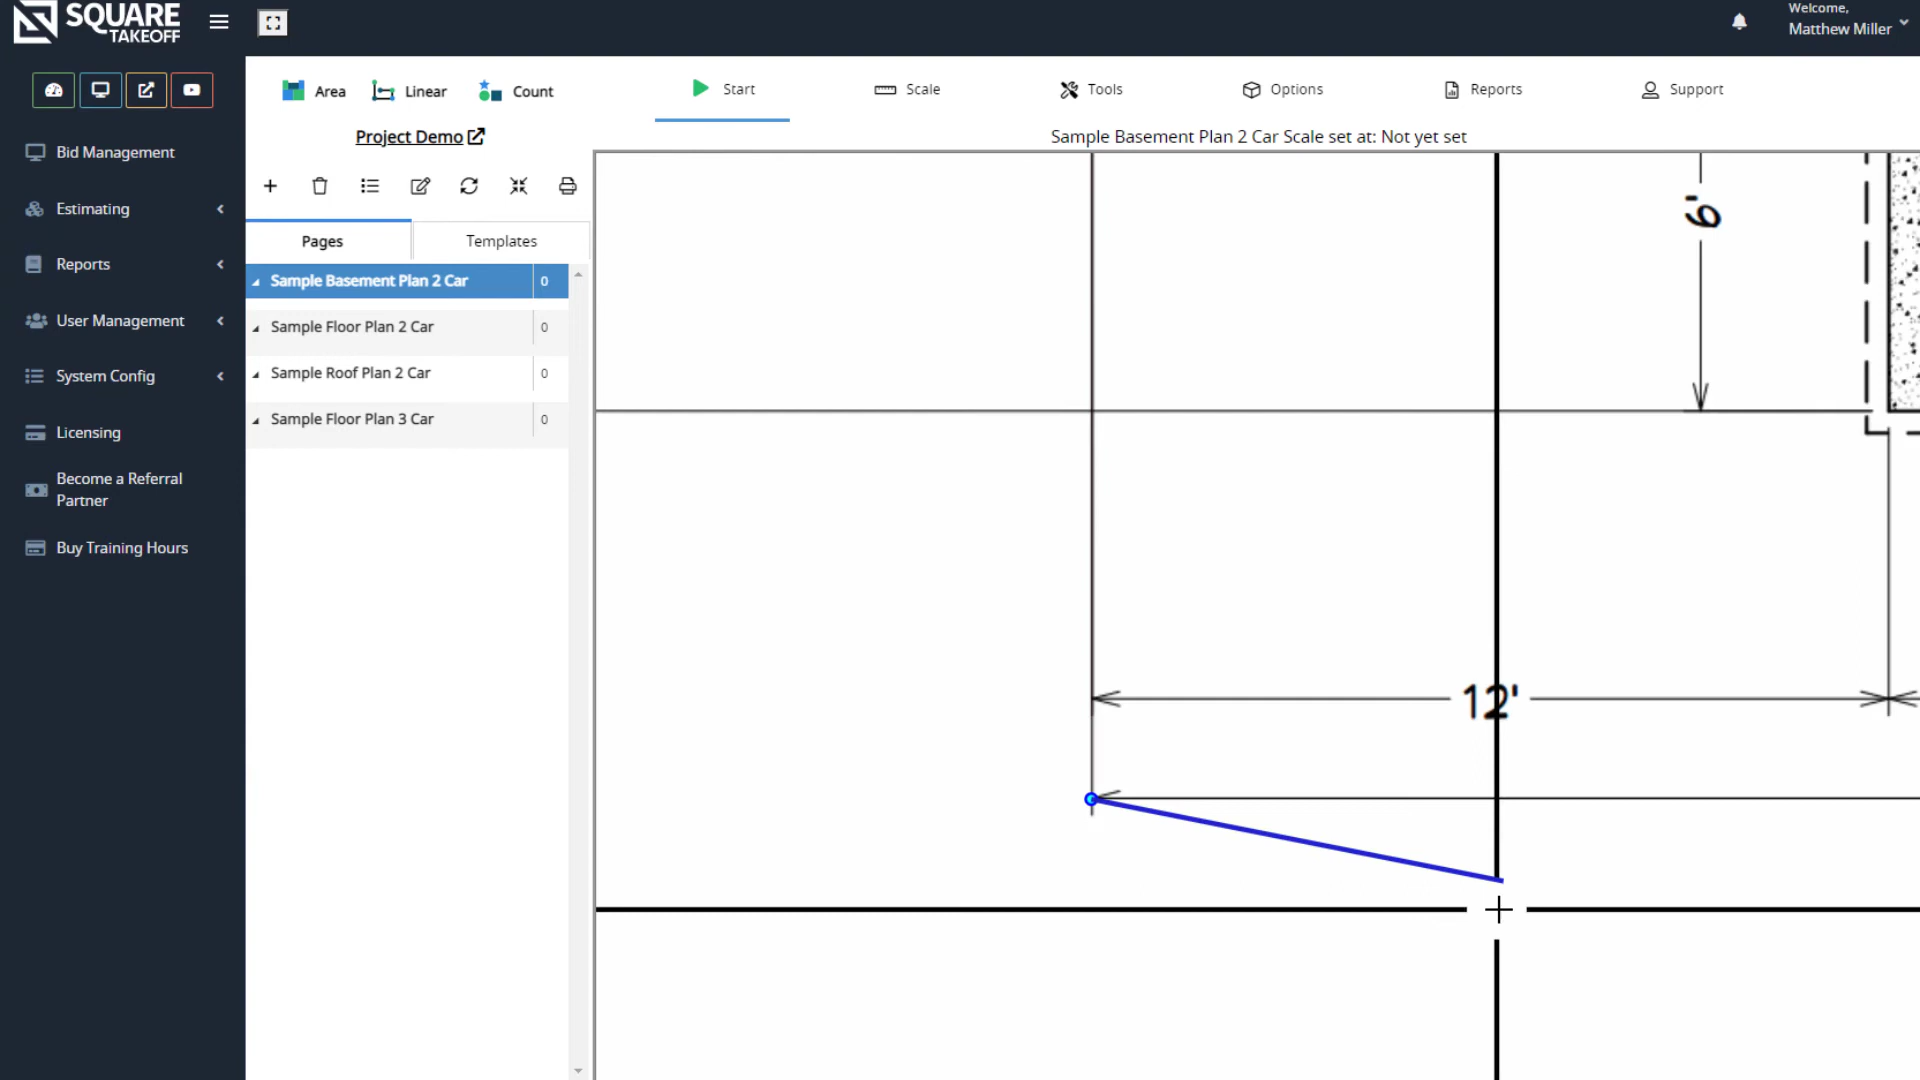 SQUARE
TAKEOFF
Welcome,
Matthew Miller
Area
Linear
Count
Start
Scale
Tools
Options
Reports
Support
Project Demo
Sample Basement Plan 2 Car Scale set at: Not yet set
Bid Management
Estimating
Reports
User Management
System Config
Licensing
Become a Referral
Partner
Buy Training Hours
Pages
Templates
Sample Basement Plan 2 Car 0
Sample Floor Plan 2 Car 0
Sample Roof Plan 2 Car 0
Sample Floor Plan 3 Car 0
6'
12'